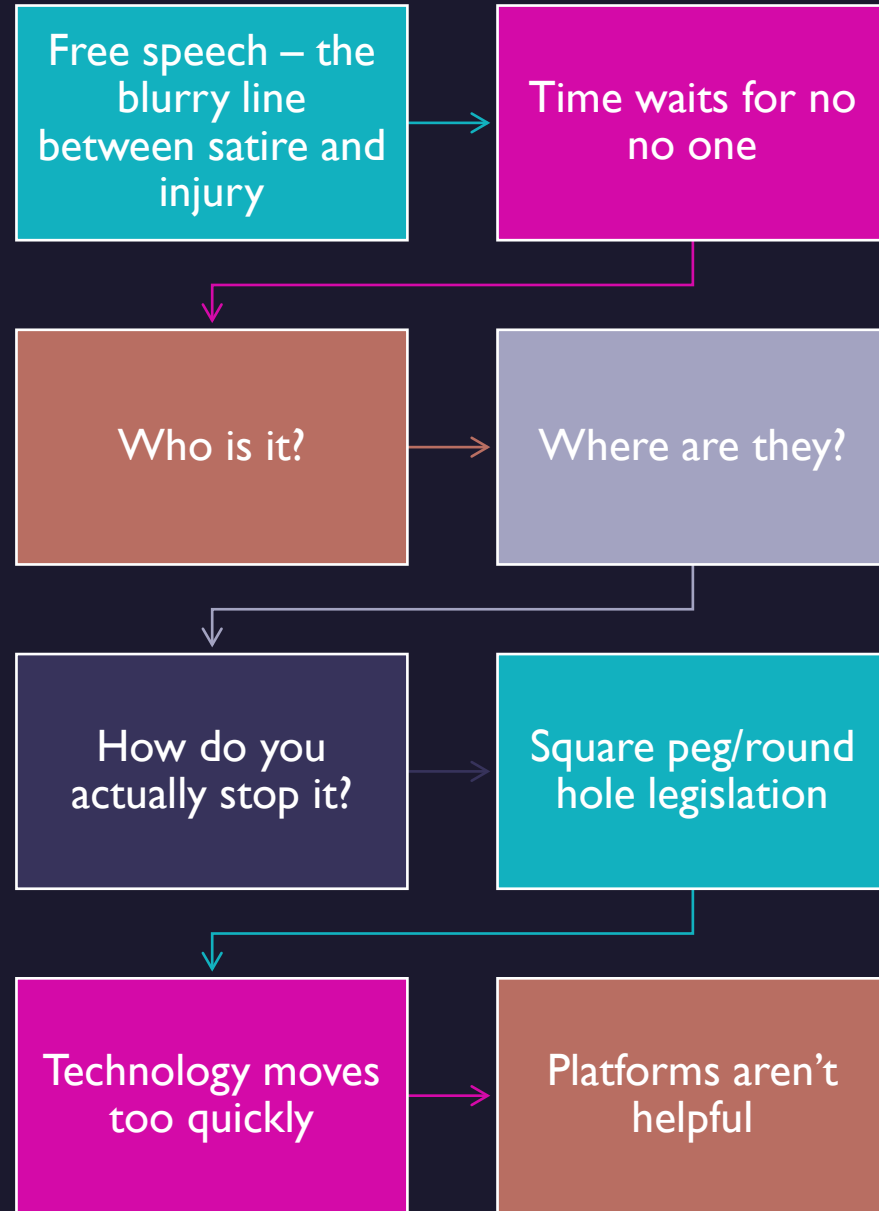 Free speech – the
blurry line
between satire and
injury
Time waits for no
no one
Who is it?
Where are they?
How do you
actually stop it?
Square peg/round
hole legislation
Technology moves
too quickly
Platforms aren’t
helpful